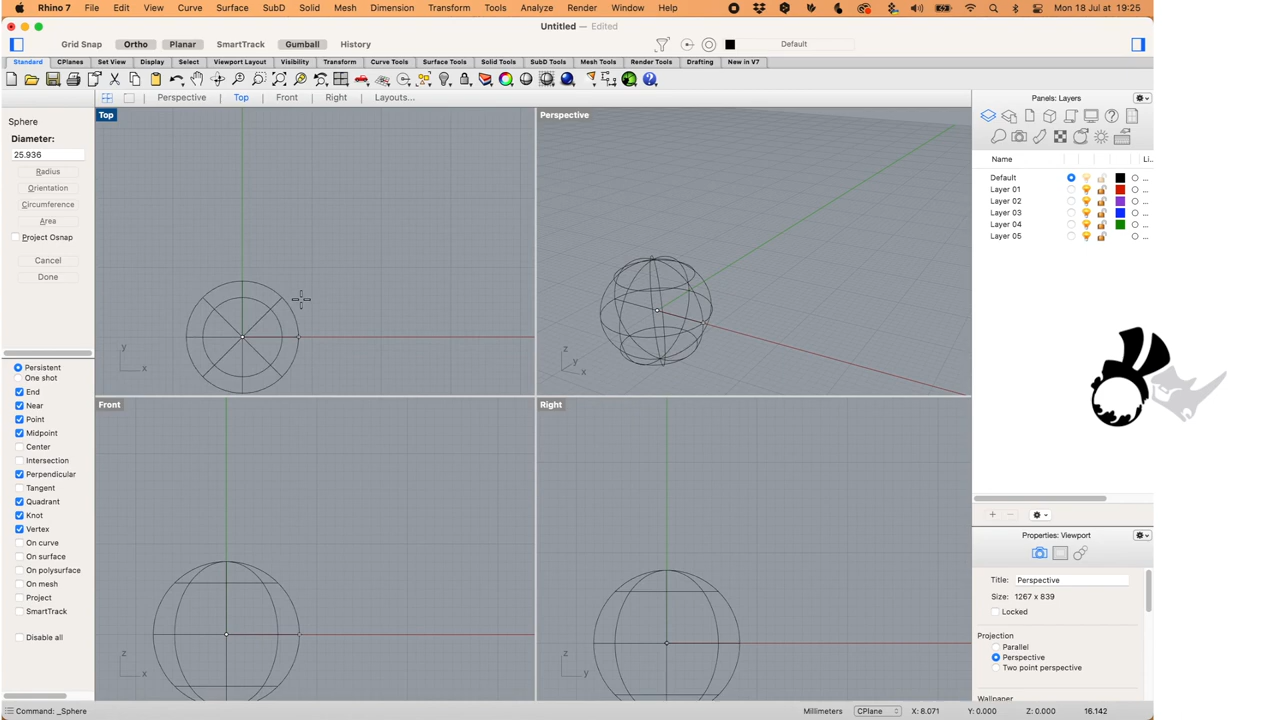 Rhino 7 File Edit View Curve Surface SubD Solid Mesh Dimension Transform Tools Analyze Render Window Help Mon 18 Jul at 19:25
Untitled — Edited
Grid Snap Ortho Planar SmartTrack Gumball History Default
Standard CPlanes Set View Display Select Viewport Layout Visibility Transform Curve Tools Surface Tools Solid Tools SubD Tools Mesh Tools Render Tools Drafting New in V7
Perspective Top Front Right Layouts...
Panels: Layers
Top
Perspective
Sphere
Diameter:
25.936
Radius
Orientation
Circumference
Area
Project Osnap
Cancel
Done
Name Li...
Default ...
Layer 01 ...
Layer 02 ...
Layer 03 ...
Layer 04 ...
Layer 05 ...
y
x
z
y
x
Persistent
One shot
End
Near
Point
Midpoint
Center
Intersection
Perpendicular
Tangent
Quadrant
Knot
Vertex
On curve
On surface
On polysurface
On mesh
Project
SmartTrack
Disable all
Front
Right
z
x
z
y
Properties: Viewport
Title: Perspective
Size: 1267 x 839
Locked
Projection
Parallel
Perspective
Two point perspective
Wallpaper
Command: _Sphere
Millimeters CPlane X: 8.071 Y: 0.000 Z: 0.000 16.142